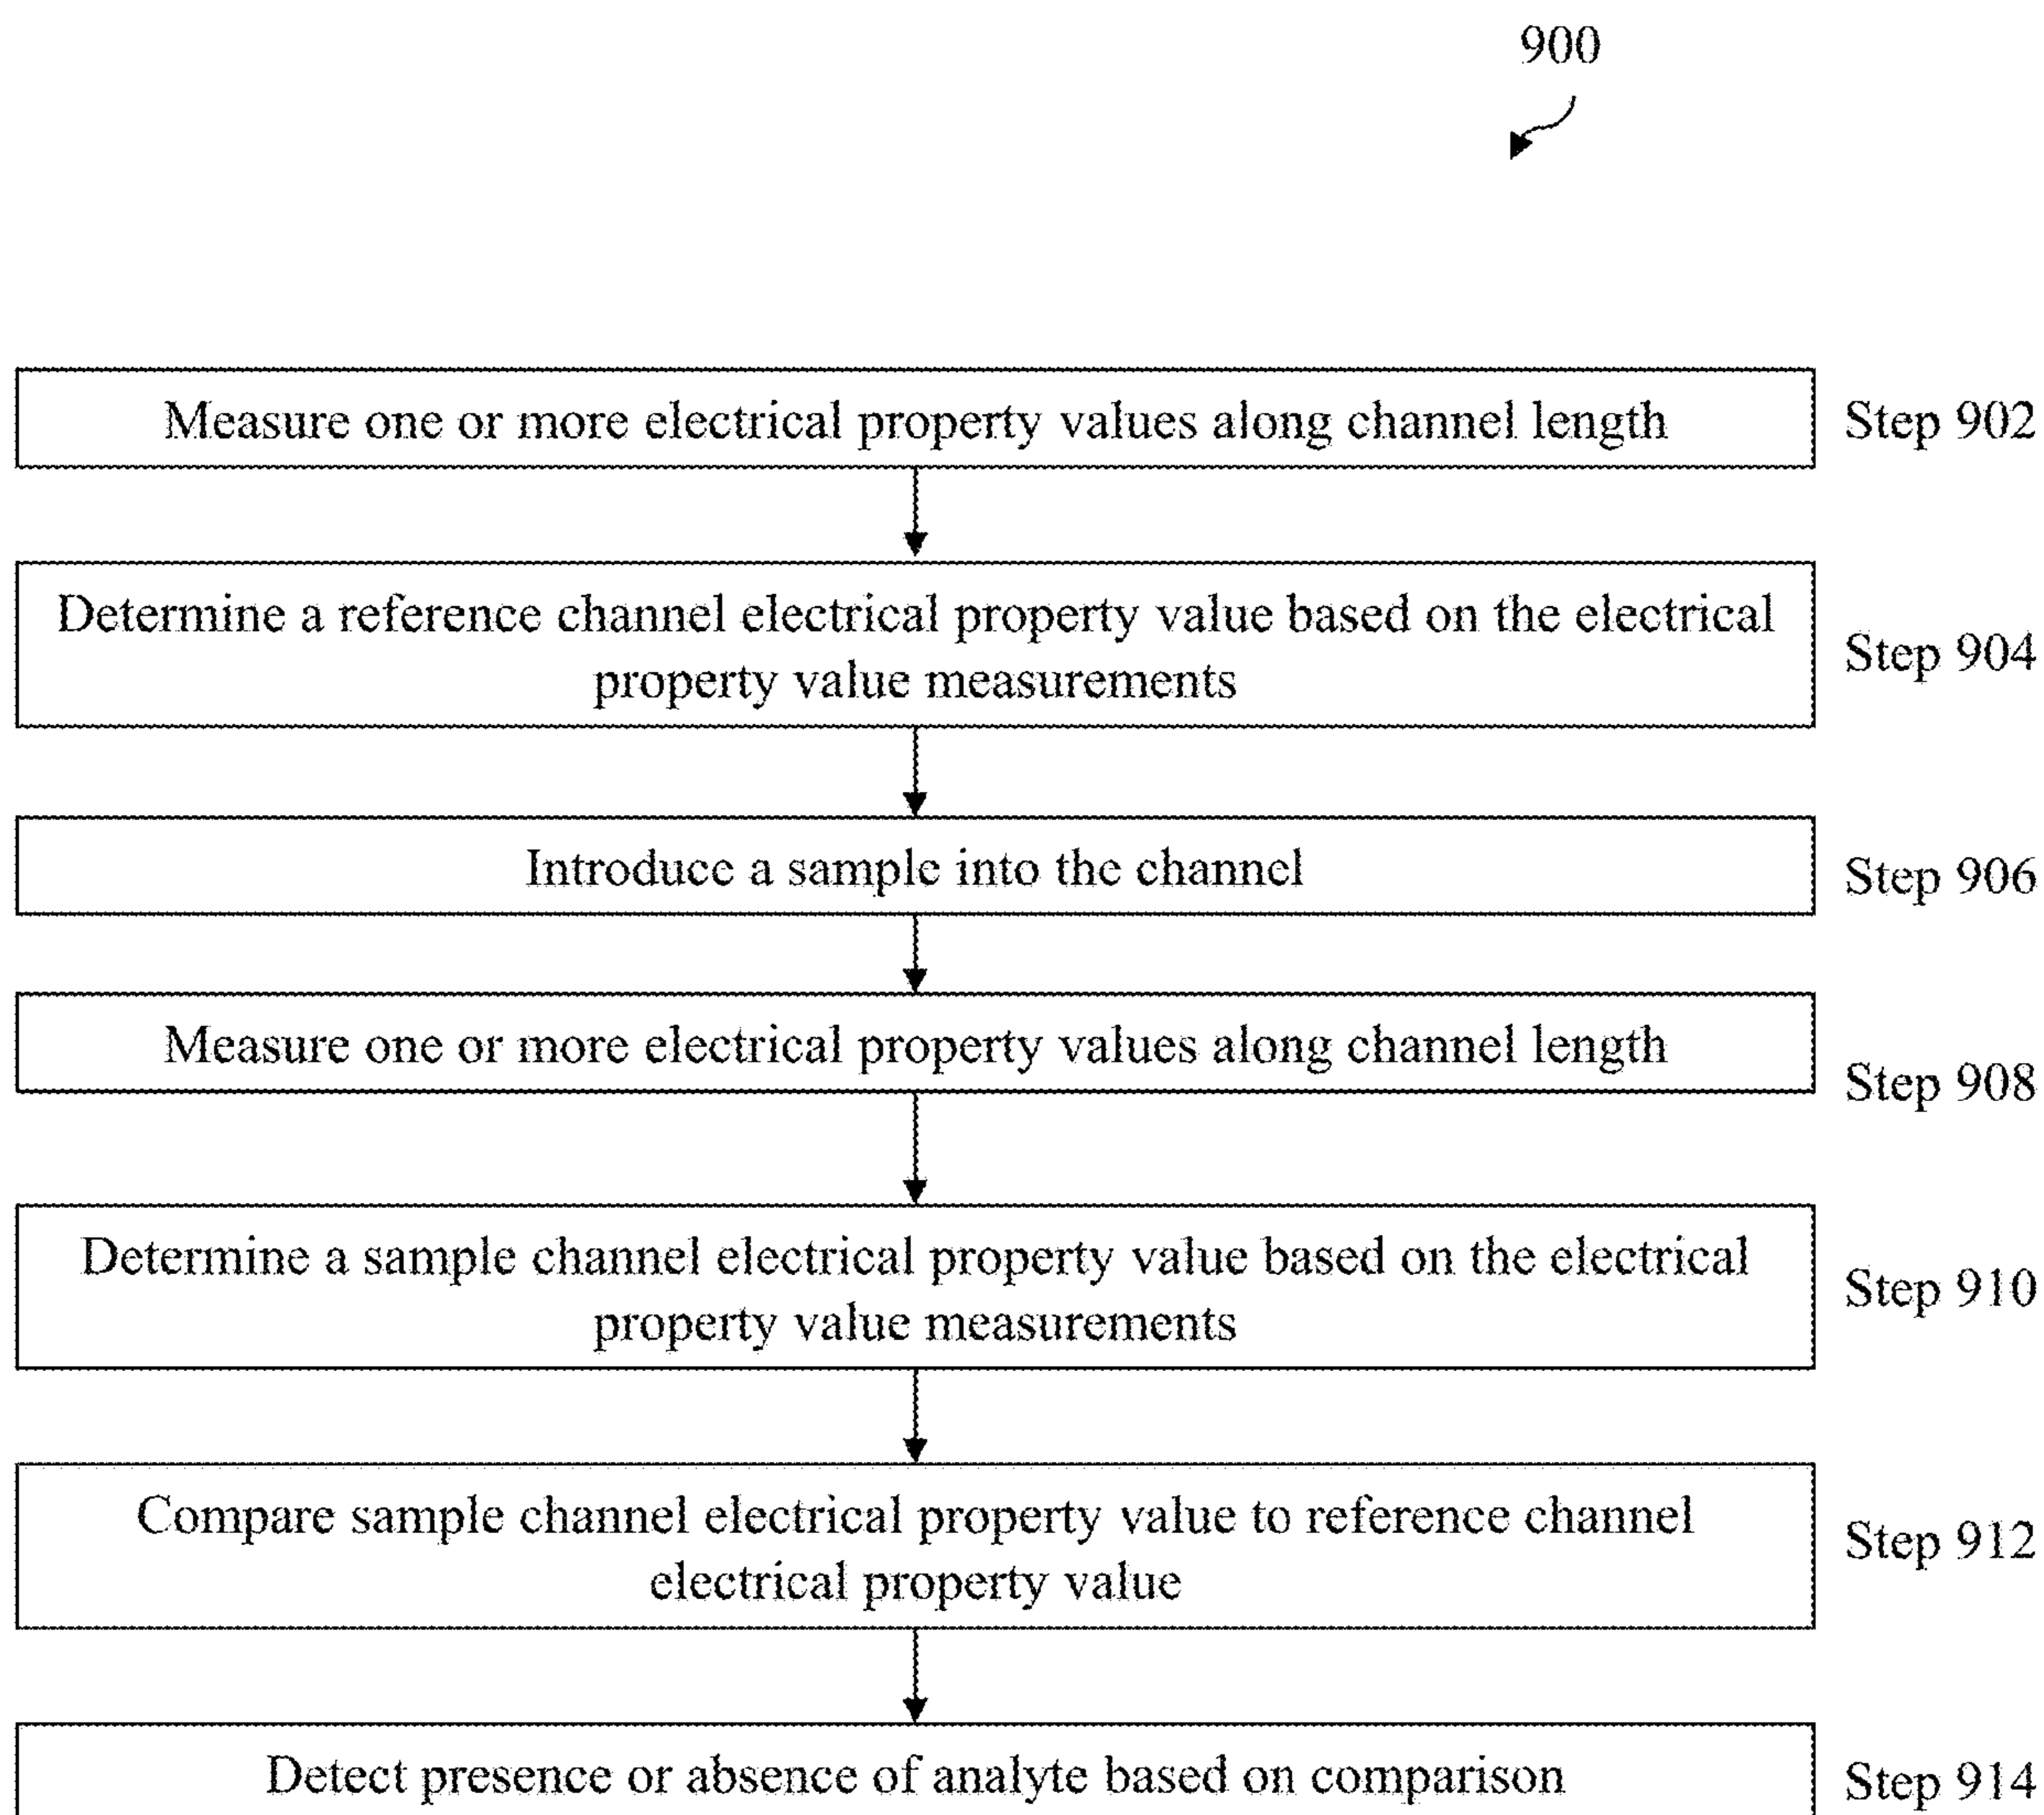 900
Measure one or more electrical property values along channel length
Step 902
Determine a reference channel electrical property value based on the electrical
property value measurements
Step 904
Introduce a sample into the channel
Step 906
Measure one or more electrical property values along channel length
Step 908
Determine a sample channel electrical property value based on the electrical
property value measurements
Step 910
Compare sample channel electrical property value to reference channel
electrical property value
Step 912
Detect presence or absence of analyte based on comparison
Step 914